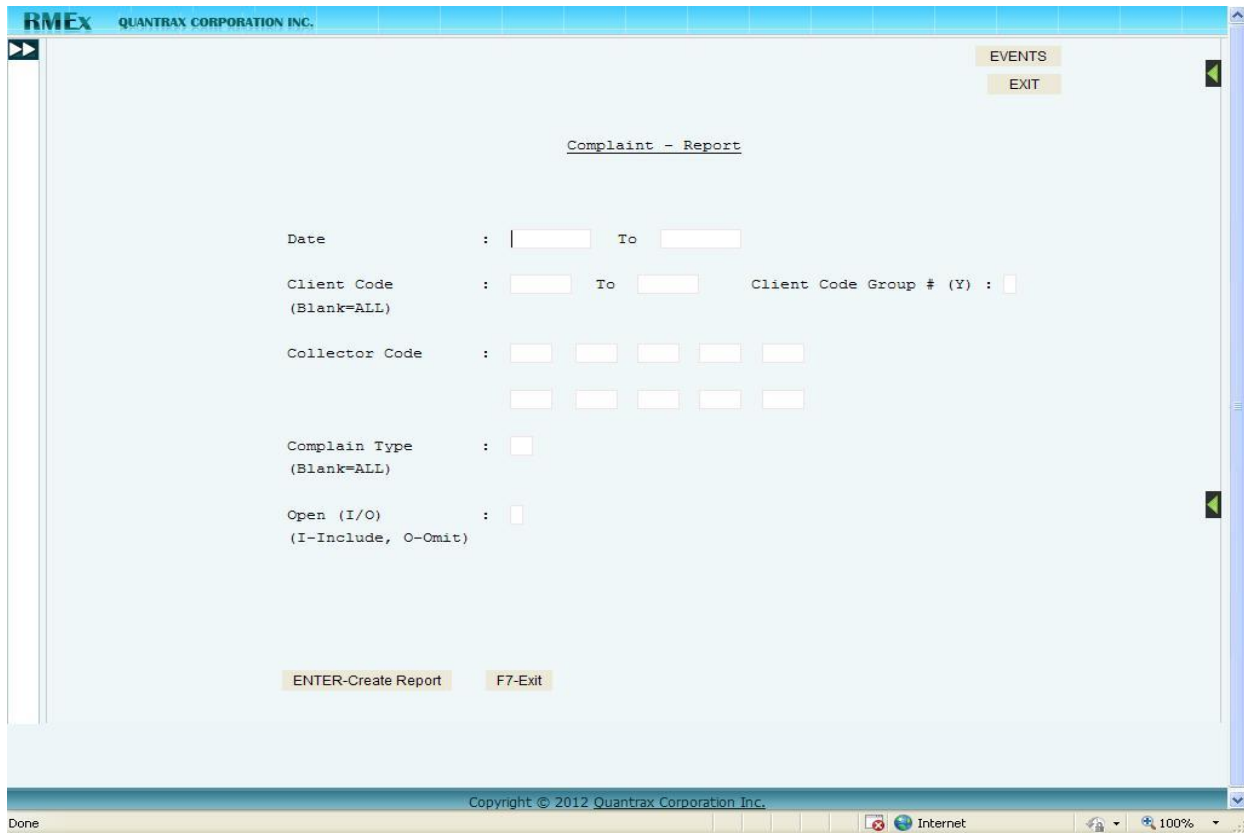 RMEx QUANTRAX CORPORATION INC.
EVENTS
EXIT
Complaint - Report
Date : To
Client Code : To Client Code Group # (Y) :
(Blank=ALL)
Collector Code :
Complain Type :
(Blank=ALL)
Open (I/O) :
(I-Include, O-Omit)
ENTER-Create Report F7-Exit
Copyright © 2012 Quantrax Corporation Inc.
Done Internet 100%